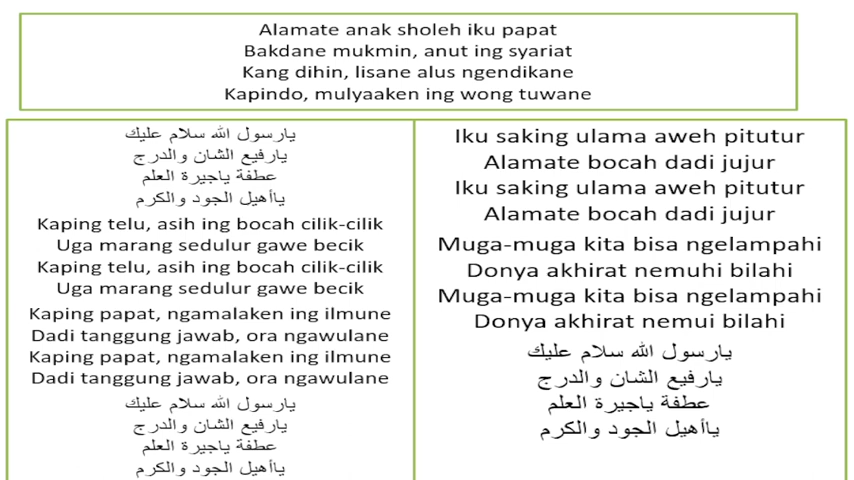 Alamate anak sholeh iku papat
Bakdane mukmin, anut ing syariat
Kang dihin, lisane alus ngendikane
Kapindo, mulyaaken ing wong tuwane
يارسول الله سلام عليك
يارفيع الشان والدرج
عطفة ياجيرة العلم
ياأهيل الجود والكرم
Kaping telu, asih ing bocah cilik-cilik
Uga marang sedulur gawe becik
Kaping telu, asih ing bocah cilik-cilik
Uga marang sedulur gawe becik
Kaping papat, ngamalaken ing ilmune
Dadi tanggung jawab, ora ngawulane
Kaping papat, ngamalaken ing ilmune
Dadi tanggung jawab, ora ngawulane
يارسول الله سلام عليك
يارفيع الشان والدرج
عطفة ياجيرة العلم
ياأهيل الجود والكرم
Iku saking ulama aweh pitutur
Alamate bocah dadi jujur
Iku saking ulama aweh pitutur
Alamate bocah dadi jujur
Muga-muga kita bisa ngelampahi
Donya akhirat nemuhi bilahi
Muga-muga kita bisa ngelampahi
Donya akhirat nemui bilahi
يارسول الله سلام عليك
يارفيع الشان والدرج
عطفة ياجيرة العلم
ياأهيل الجود والكرم